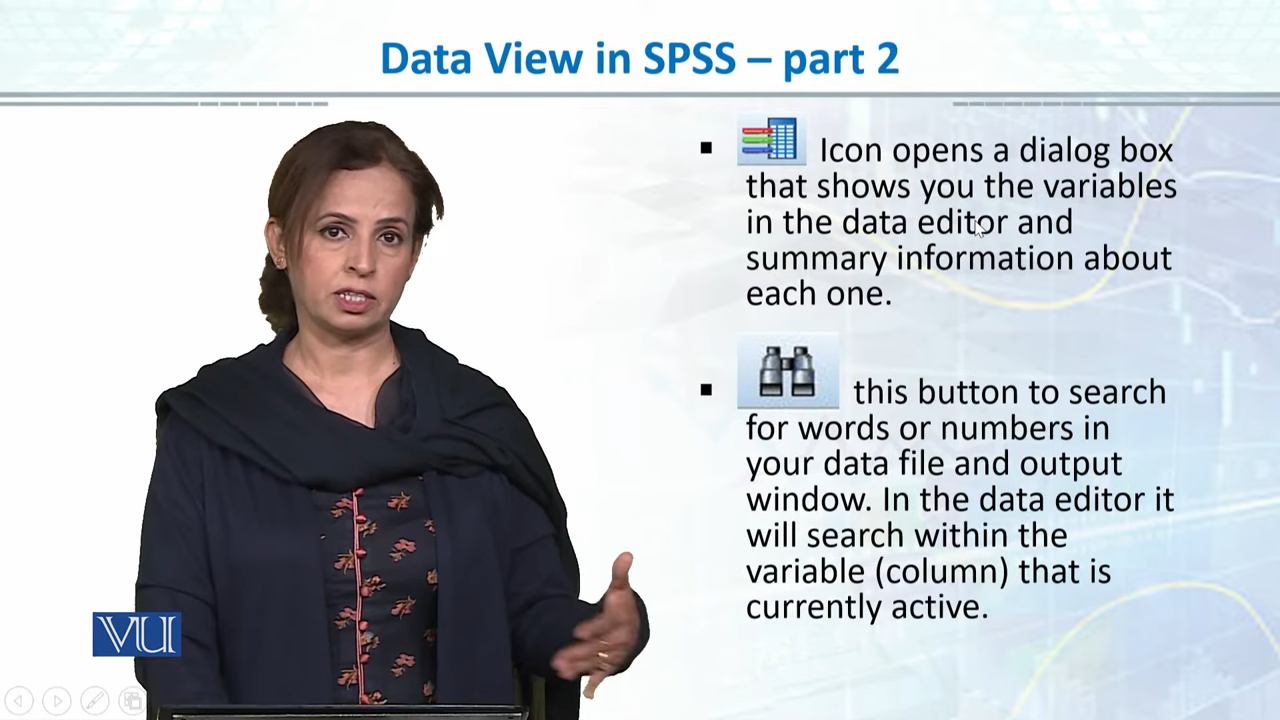 Data View in SPSS – part 2
▪ Icon opens a dialog box
that shows you the variables
in the data editor and
summary information about
each one.
▪ this button to search
for words or numbers in
your data file and output
window. In the data editor it
will search within the
variable (column) that is
currently active.
VU